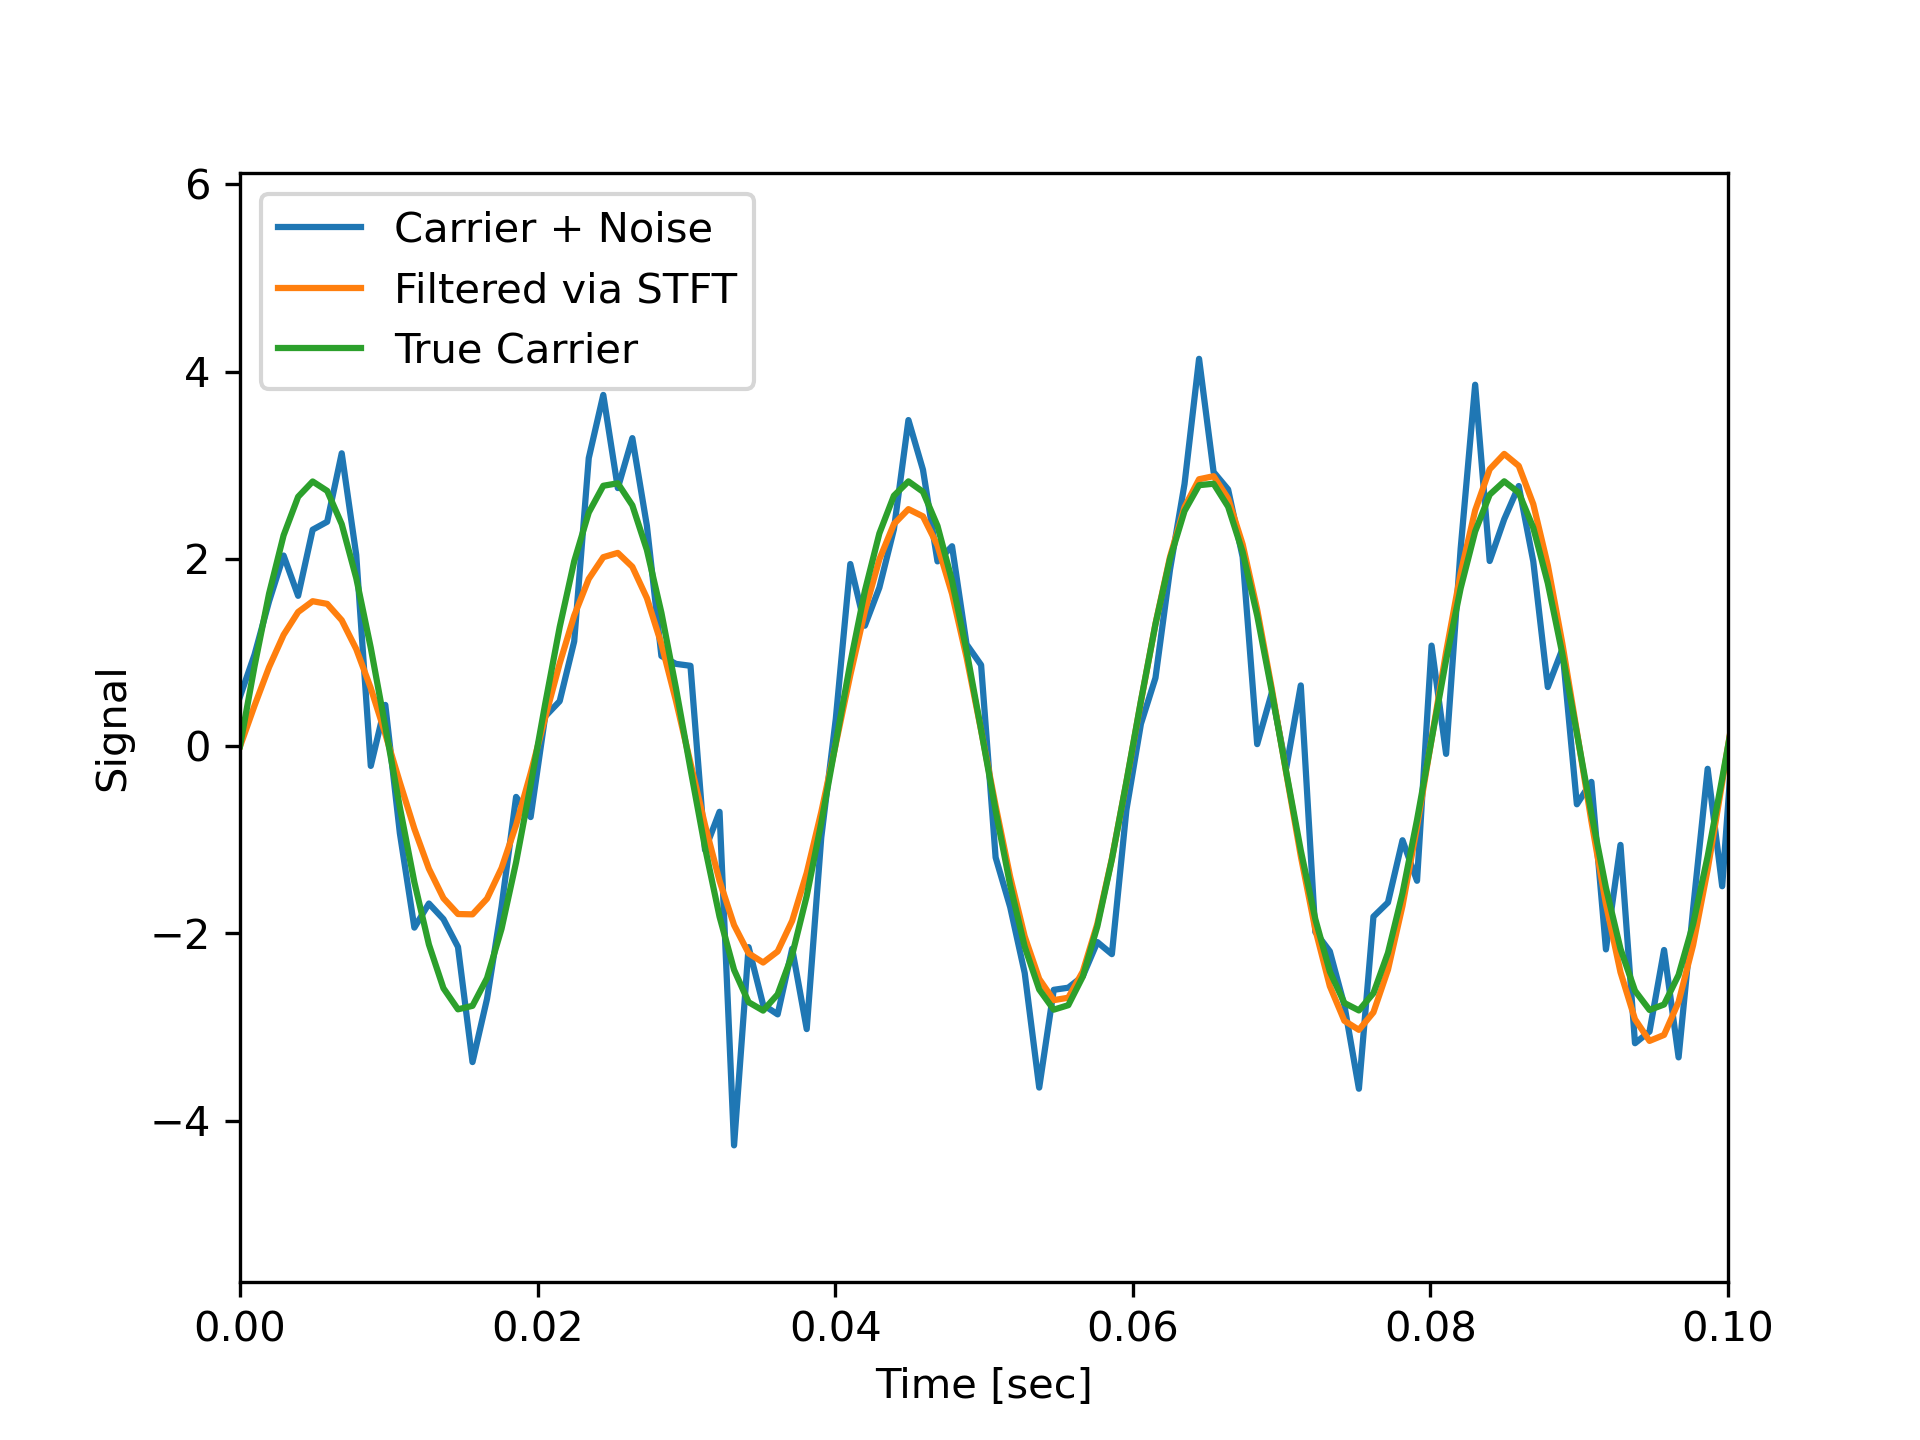 Carrier + Noise
Filtered via STFT
True Carrier
6
4
2
0
−2
−4
Signal
0.00 0.02 0.04 0.06 0.08 0.10
Time [sec]